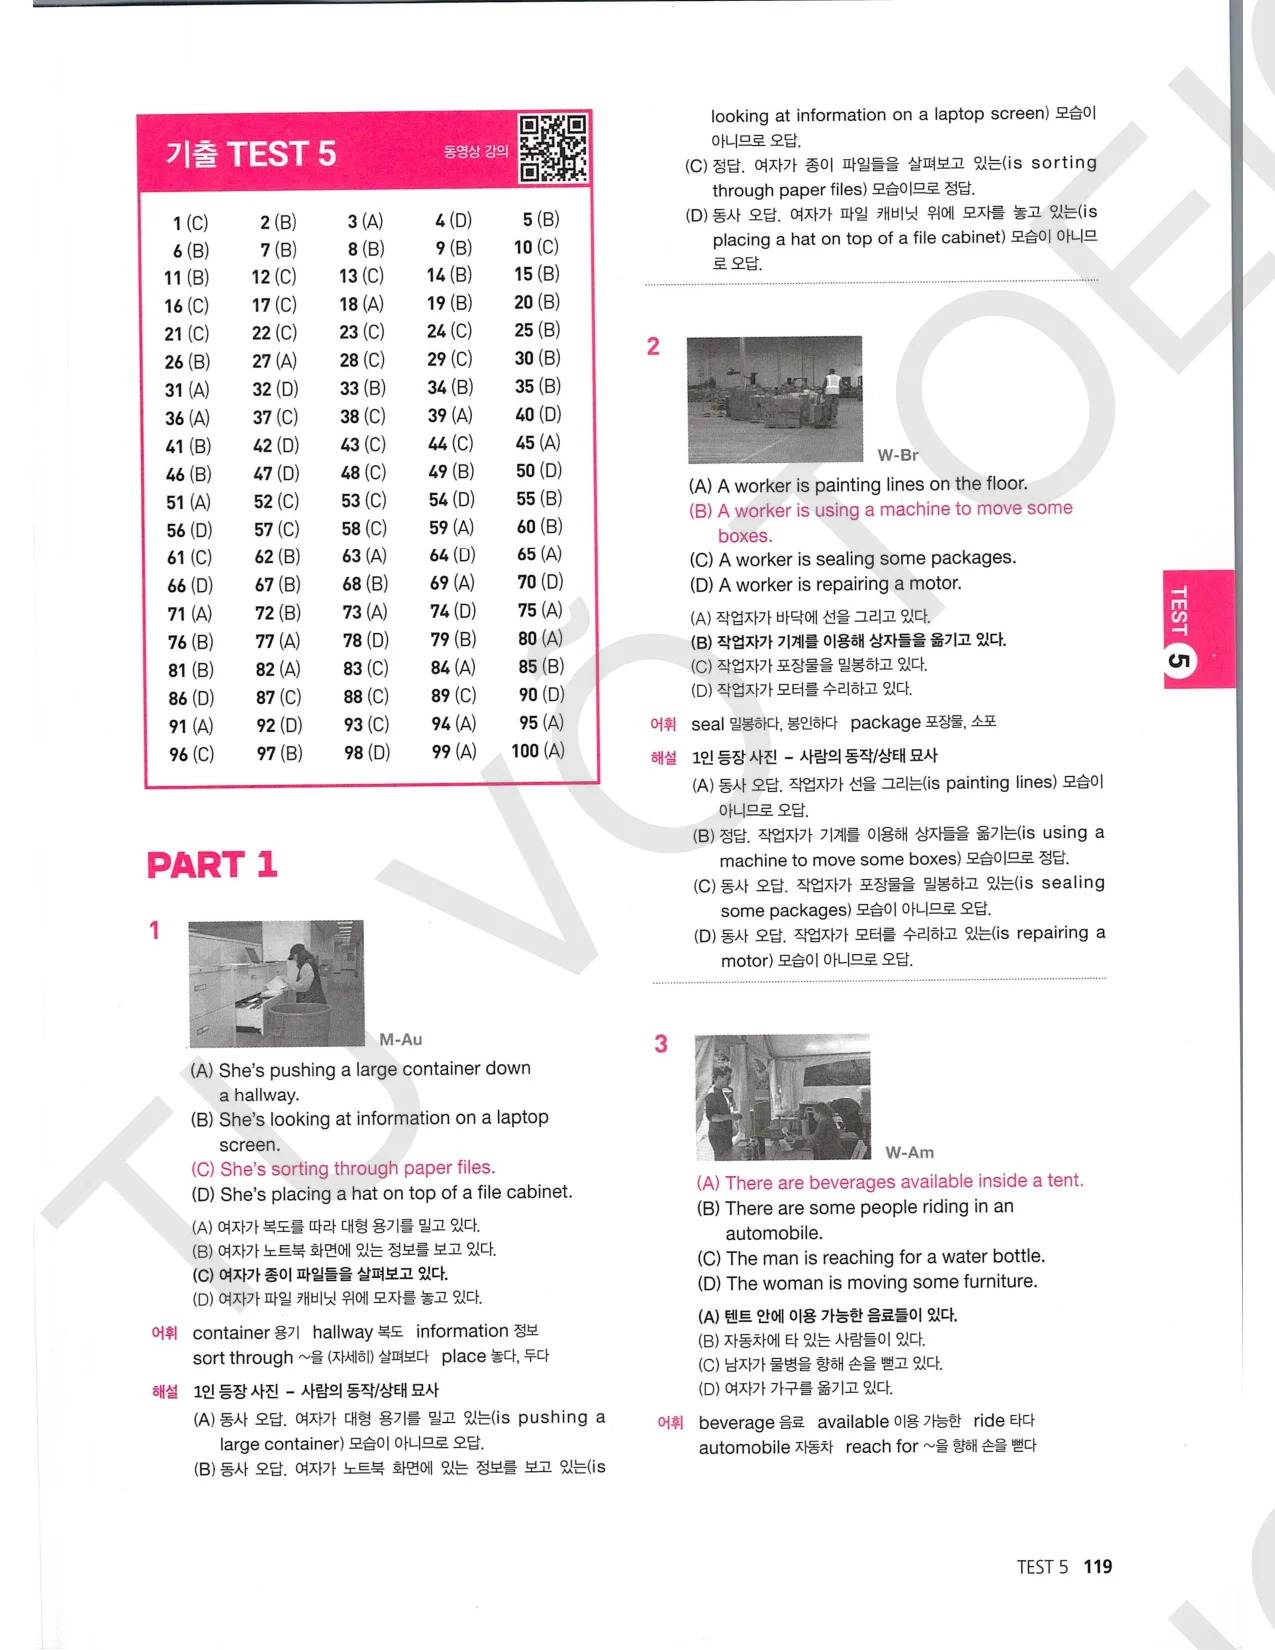 기출 TEST 5 동영상 강의
1 (C) 2 (B) 3 (A) 4 (D) 5 (B)
6 (B) 7 (B) 8 (B) 9 (B) 10 (C)
11 (B) 12 (C) 13 (C) 14 (B) 15 (B)
16 (C) 17 (C) 18 (A) 19 (B) 20 (B)
21 (C) 22 (C) 23 (C) 24 (C) 25 (B)
26 (B) 27 (A) 28 (C) 29 (C) 30 (B)
31 (A) 32 (D) 33 (B) 34 (B) 35 (B)
36 (A) 37 (C) 38 (C) 39 (A) 40 (D)
41 (B) 42 (D) 43 (C) 44 (C) 45 (A)
46 (B) 47 (D) 48 (C) 49 (B) 50 (D)
51 (A) 52 (C) 53 (C) 54 (D) 55 (B)
56 (D) 57 (C) 58 (C) 59 (A) 60 (B)
61 (C) 62 (B) 63 (A) 64 (D) 65 (A)
66 (D) 67 (B) 68 (B) 69 (A) 70 (D)
71 (A) 72 (B) 73 (A) 74 (D) 75 (A)
76 (B) 77 (A) 78 (D) 79 (B) 80 (A)
81 (B) 82 (A) 83 (C) 84 (A) 85 (B)
86 (D) 87 (C) 88 (C) 89 (C) 90 (D)
91 (A) 92 (D) 93 (C) 94 (A) 95 (A)
96 (C) 97 (B) 98 (D) 99 (A) 100 (A)
PART 1
1
M-Au
(A) She's pushing a large container down
a hallway.
(B) She's looking at information on a laptop
screen.
(C) She's sorting through paper files.
(D) She's placing a hat on top of a file cabinet.
(A) 여자가 복도를 따라 대형 용기를 밀고 있다.
(B) 여자가 노트북 화면에 있는 정보를 보고 있다.
(C) 여자가 종이 파일들을 살펴보고 있다.
(D) 여자가 파일 캐비닛 위에 모자를 놓고 있다.
어휘 container 용기 hallway 복도 information 정보
sort through ~을 (자세히) 살펴보다 place 놓다, 두다
해설 1인 등장 사진 – 사람의 동작/상태 묘사
(A) 동사 오답. 여자가 대형 용기를 밀고 있는(is pushing a
large container) 모습이 아니므로 오답.
(B) 동사 오답. 여자가 노트북 화면에 있는 정보를 보고 있는(is
looking at information on a laptop screen) 모습이
아니므로 오답.
(C) 정답. 여자가 종이 파일들을 살펴보고 있는(is sorting
through paper files) 모습이므로 정답.
(D) 동사 오답. 여자가 파일 캐비닛 위에 모자를 놓고 있는(is
placing a hat on top of a file cabinet) 모습이 아니므
로 오답.
2
W-Br
(A) A worker is painting lines on the floor.
(B) A worker is using a machine to move some
boxes.
(C) A worker is sealing some packages.
(D) A worker is repairing a motor.
(A) 작업자가 바닥에 선을 그리고 있다.
(B) 작업자가 기계를 이용해 상자들을 옮기고 있다.
(C) 작업자가 포장물을 밀봉하고 있다.
(D) 작업자가 모터를 수리하고 있다.
어휘 seal 밀봉하다, 봉인하다 package 포장물, 소포
해설 1인 등장 사진 – 사람의 동작/상태 묘사
(A) 동사 오답. 작업자가 선을 그리는(is painting lines) 모습이
아니므로 오답.
(B) 정답. 작업자가 기계를 이용해 상자들을 옮기는(is using a
machine to move some boxes) 모습이므로 정답.
(C) 동사 오답. 작업자가 포장물을 밀봉하고 있는(is sealing
some packages) 모습이 아니므로 오답.
(D) 동사 오답. 작업자가 모터를 수리하고 있는(is repairing a
motor) 모습이 아니므로 오답.
3
W-Am
(A) There are beverages available inside a tent.
(B) There are some people riding in an
automobile.
(C) The man is reaching for a water bottle.
(D) The woman is moving some furniture.
(A) 텐트 안에 이용 가능한 음료들이 있다.
(B) 자동차에 타 있는 사람들이 있다.
(C) 남자가 물병을 향해 손을 뻗고 있다.
(D) 여자가 가구를 옮기고 있다.
어휘 beverage 음료 available 이용 가능한 ride 타다
automobile 자동차 reach for ~을 향해 손을 뻗다
TEST 5
TEST 5 119
TU VÕ TOEIC